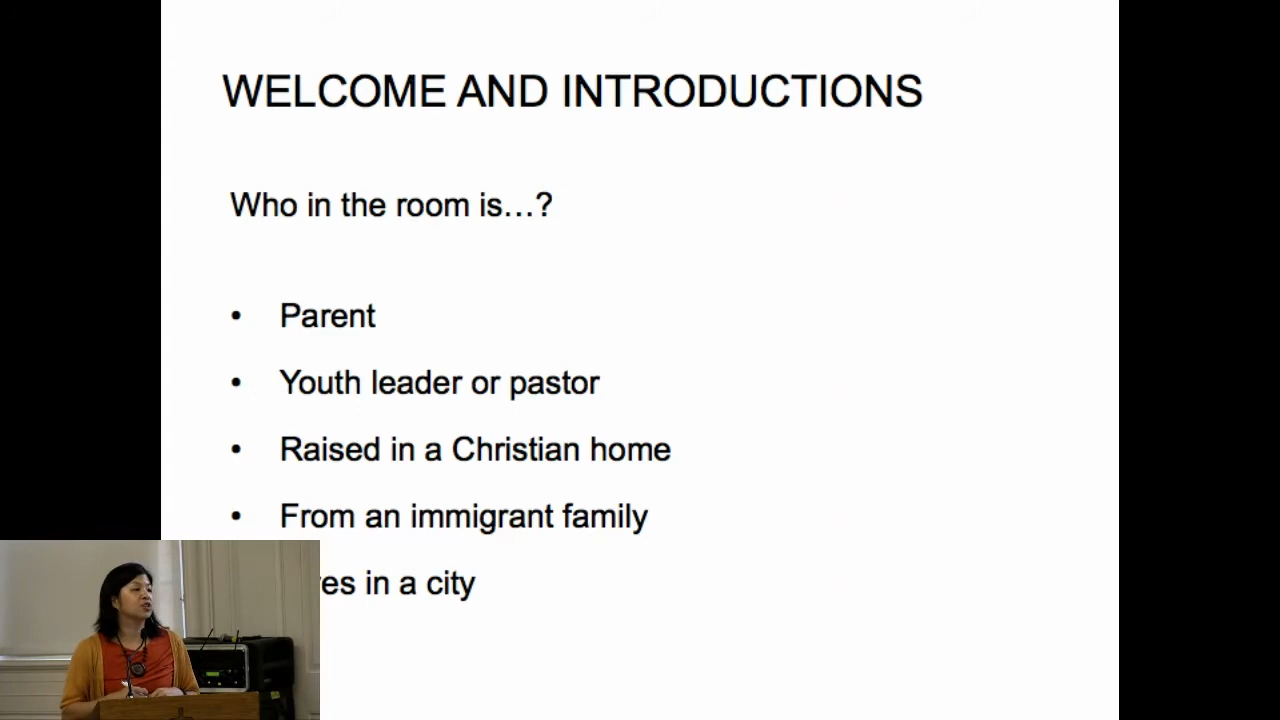 WELCOME AND INTRODUCTIONS
Who in the room is…?
• Parent
• Youth leader or pastor
• Raised in a Christian home
• From an immigrant family
in a city